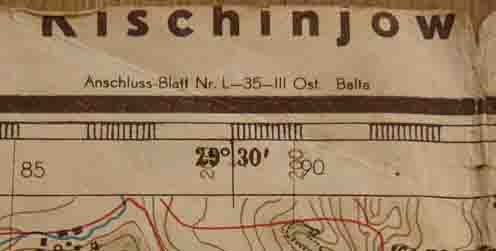 Kischinjow
Anschluss-Blatt Nr. L—35—III Ost. Balta
29° 30'
85
90